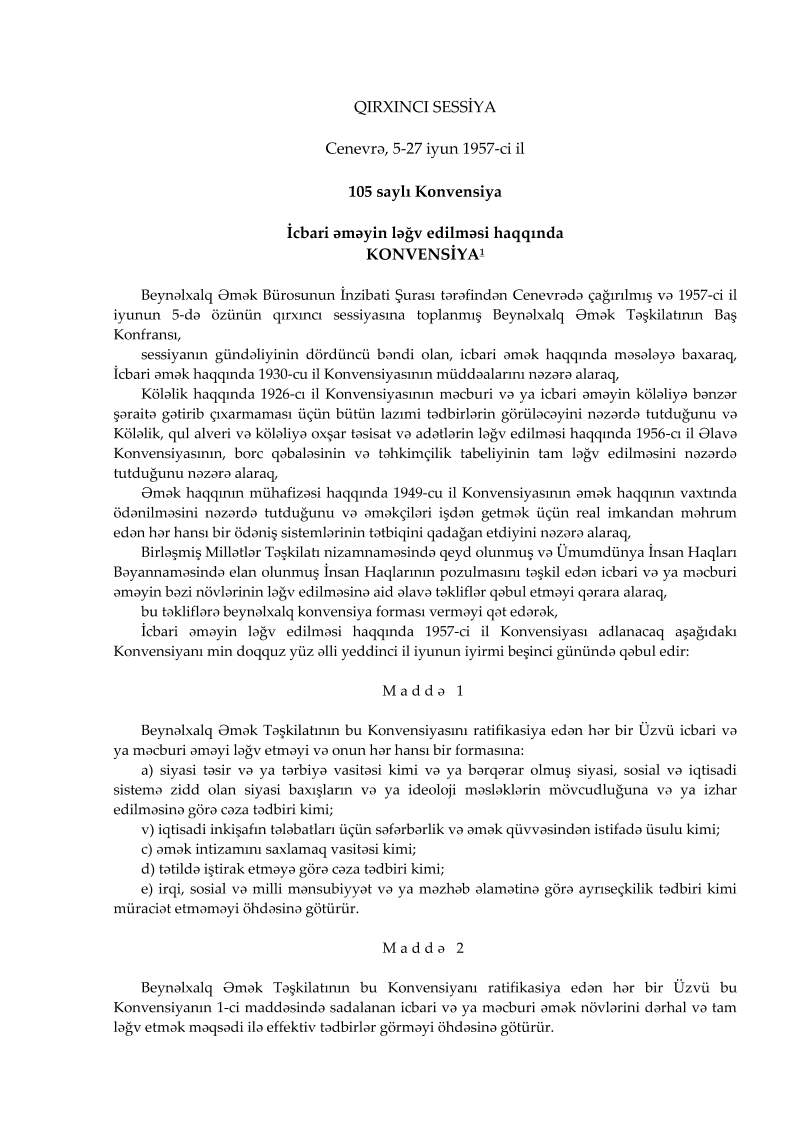 QIRXINCI SESSİYA
Cenevrə, 5-27 iyun 1957-ci il
105 saylı Konvensiya
İcbari əməyin ləğv edilməsi haqqında
KONVENSİYA¹
Beynəlxalq Əmək Bürosunun İnzibati Şurası tərəfindən Cenevrədə çağırılmış və 1957-ci il
iyunun 5-də özünün qırxıncı sessiyasına toplanmış Beynəlxalq Əmək Təşkilatının Baş
Konfransı,
sessiyanın gündəliyinin dördüncü bəndi olan, icbari əmək haqqında məsələyə baxaraq,
İcbari əmək haqqında 1930-cu il Konvensiyasının müddəalarını nəzərə alaraq,
Köləlik haqqında 1926-cı il Konvensiyasının məcburi və ya icbari əməyin köləliyə bənzər
şəraitə gətirib çıxarmaması üçün bütün lazımi tədbirlərin görüləcəyini nəzərdə tutduğunu və
Köləlik, qul alveri və köləliyə oxşar təsisat və adətlərin ləğv edilməsi haqqında 1956-cı il Əlavə
Konvensiyasının, borc qəbaləsinin və təhkimçilik tabeliyinin tam ləğv edilməsini nəzərdə
tutduğunu nəzərə alaraq,
Əmək haqqının mühafizəsi haqqında 1949-cu il Konvensiyasının əmək haqqının vaxtında
ödənilməsini nəzərdə tutduğunu və əməkçiləri işdən getmək üçün real imkandan məhrum
edən hər hansı bir ödəniş sistemlərinin tətbiqini qadağan etdiyini nəzərə alaraq,
Birləşmiş Millətlər Təşkilatı nizamnaməsində qeyd olunmuş və Ümumdünya İnsan Haqları
Bəyannaməsində elan olunmuş İnsan Haqlarının pozulmasını təşkil edən icbari və ya məcburi
əməyin bəzi növlərinin ləğv edilməsinə aid əlavə təkliflər qəbul etməyi qərara alaraq,
bu təkliflərə beynəlxalq konvensiya forması verməyi qət edərək,
İcbari əməyin ləğv edilməsi haqqında 1957-ci il Konvensiyası adlanacaq aşağıdakı
Konvensiyanı min doqquz yüz əlli yeddinci il iyunun iyirmi beşinci günündə qəbul edir:
Maddə 1
Beynəlxalq Əmək Təşkilatının bu Konvensiyasını ratifikasiya edən hər bir Üzvü icbari və
ya məcburi əməyi ləğv etməyi və onun hər hansı bir formasına:
a) siyasi təsir və ya tərbiyə vasitəsi kimi və ya bərqərar olmuş siyasi, sosial və iqtisadi
sistemə zidd olan siyasi baxışların və ya ideoloji məsləklərin mövcudluğuna və ya izhar
edilməsinə görə cəza tədbiri kimi;
v) iqtisadi inkişafın tələbatları üçün səfərbərlik və əmək qüvvəsindən istifadə üsulu kimi;
c) əmək intizamını saxlamaq vasitəsi kimi;
d) tətildə iştirak etməyə görə cəza tədbiri kimi;
e) irqi, sosial və milli mənsubiyyət və ya məzhəb əlamətinə görə ayrıseçkilik tədbiri kimi
müraciət etməməyi öhdəsinə götürür.
Maddə 2
Beynəlxalq Əmək Təşkilatının bu Konvensiyanı ratifikasiya edən hər bir Üzvü bu
Konvensiyanın 1-ci maddəsində sadalanan icbari və ya məcburi əmək növlərini dərhal və tam
ləğv etmək məqsədi ilə effektiv tədbirlər görməyi öhdəsinə götürür.